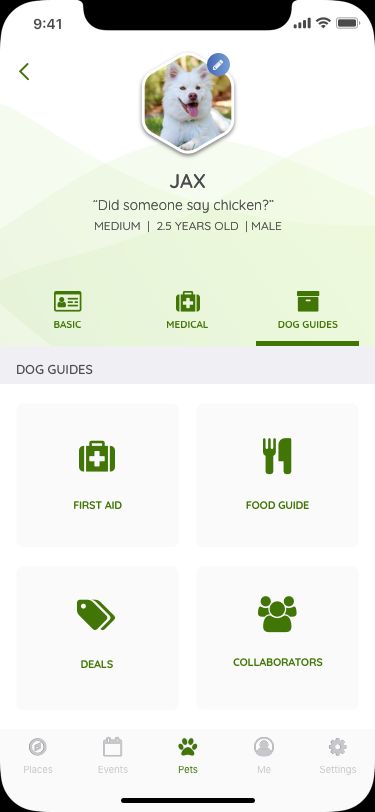 9:41
JAX
“Did someone say chicken?”
MEDIUM | 2.5 YEARS OLD | MALE
BASIC MEDICAL DOG GUIDES
DOG GUIDES
FIRST AID FOOD GUIDE
DEALS COLLABORATORS
Places Events Pets Me Settings